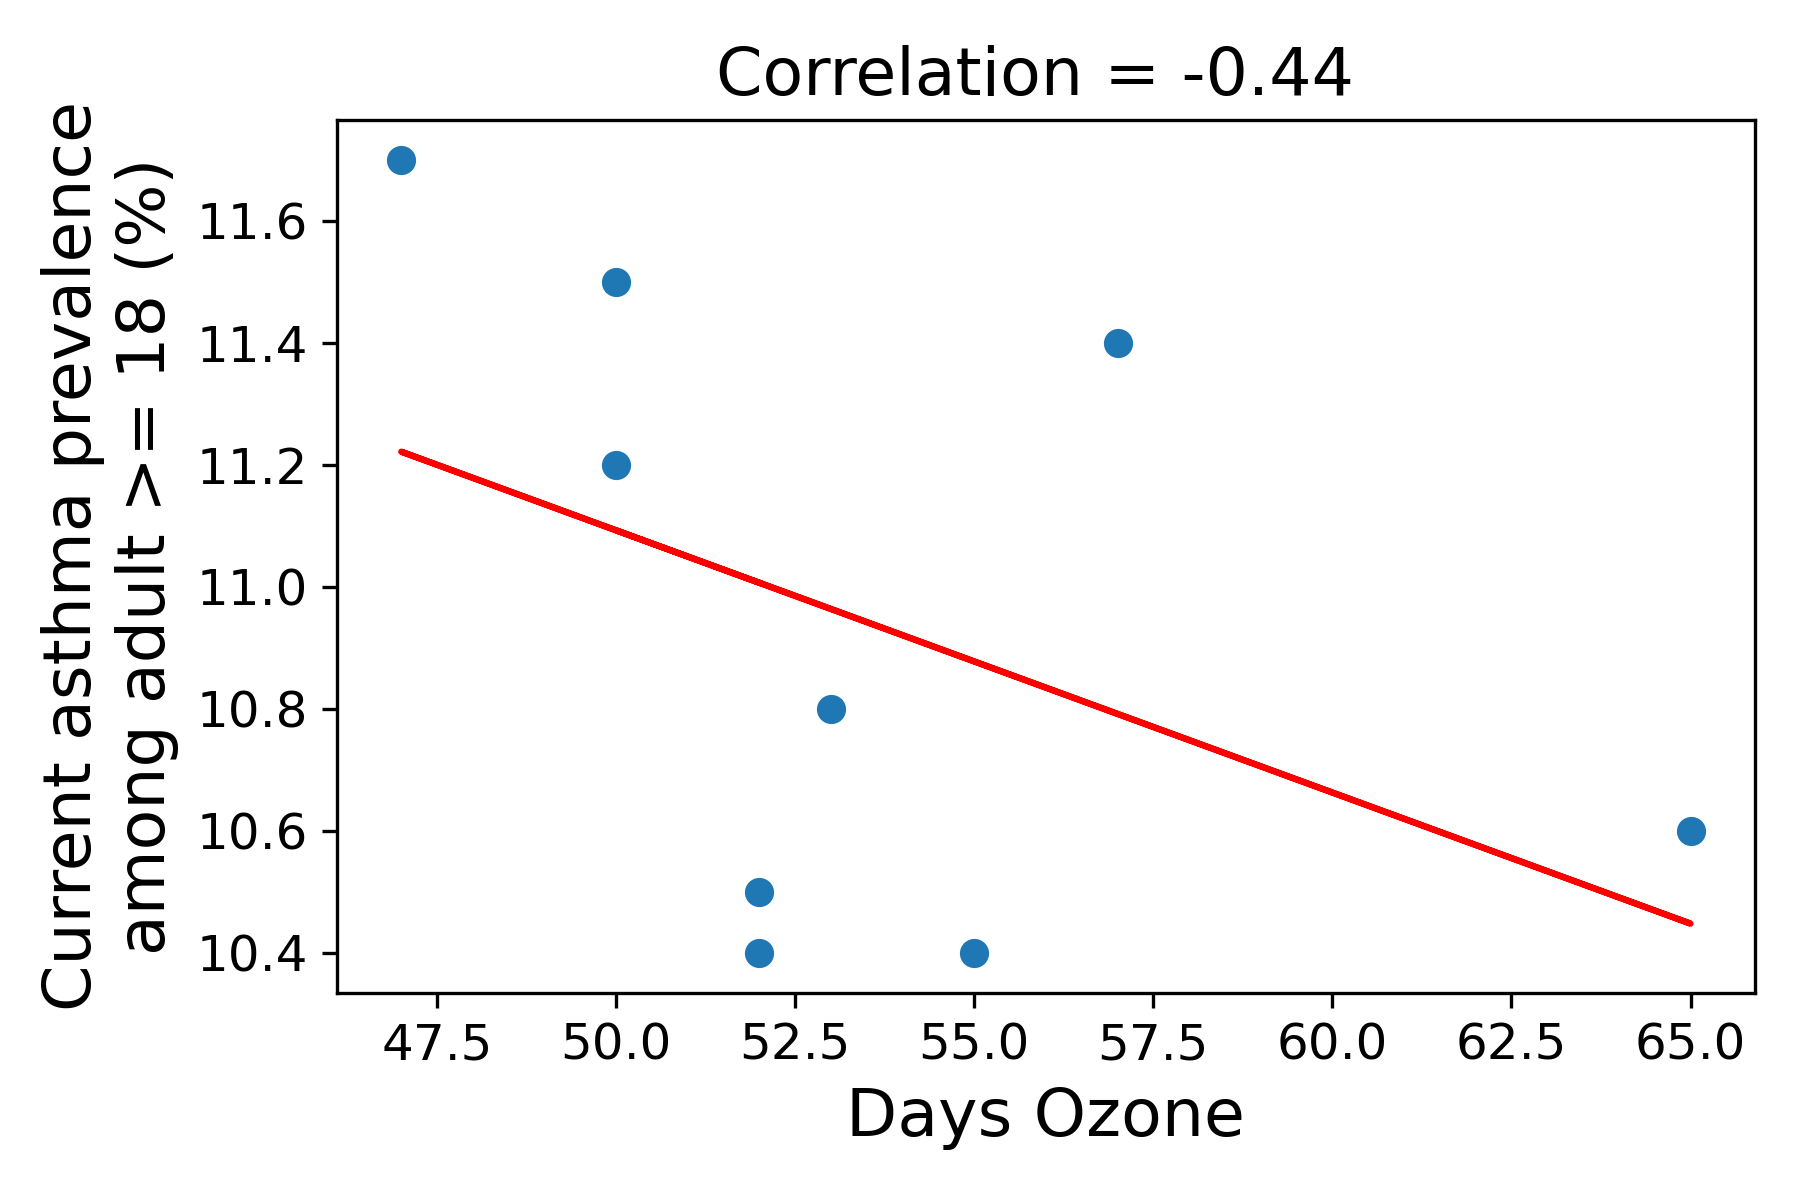 Correlation = -0.44
Current asthma prevalence
among adult >= 18 (%)
11.6
11.4
11.2
11.0
10.8
10.6
10.4
47.5 50.0 52.5 55.0 57.5 60.0 62.5 65.0
Days Ozone